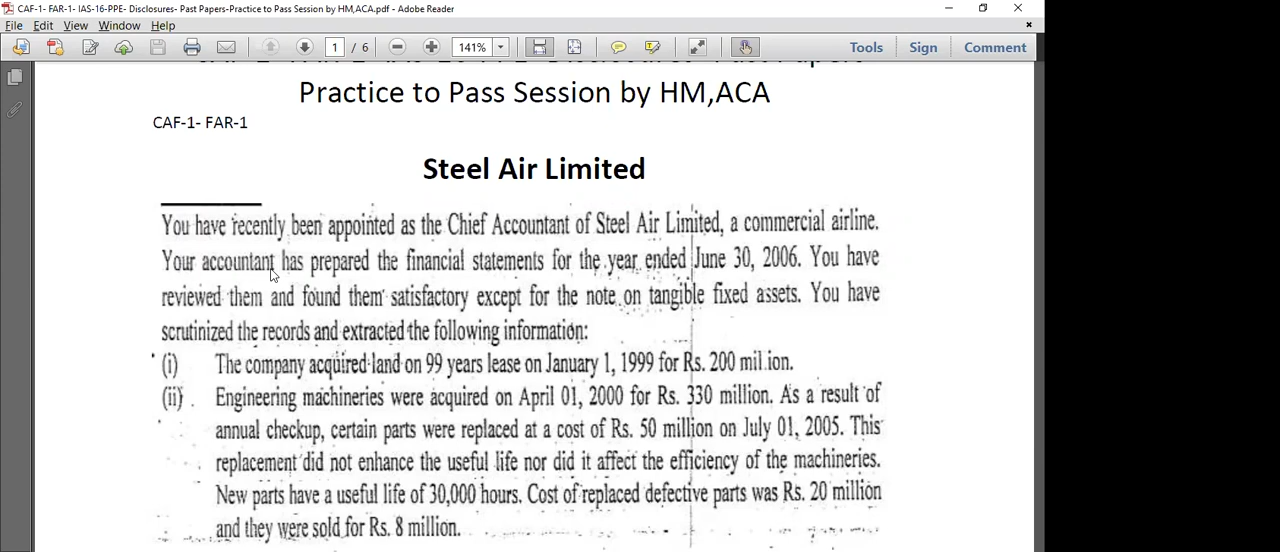 CAF-1- FAR-1- IAS-16-PPE- Disclosures- Past Papers-Practice to Pass Session by HM,ACA.pdf - Adobe Reader
File Edit View Window Help
1 / 6 141% Tools Sign Comment
Practice to Pass Session by HM,ACA
CAF-1- FAR-1
Steel Air Limited
You have recently been appointed as the Chief Accountant of Steel Air Limited, a commercial airline.
Your accountant has prepared the financial statements for the year ended June 30, 2006. You have
reviewed them and found them satisfactory except for the note on tangible fixed assets. You have
scrutinized the records and extracted the following information:
(i) The company acquired land on 99 years lease on January 1, 1999 for Rs. 200 million.
(ii) Engineering machineries were acquired on April 01, 2000 for Rs. 330 million. As a result of
annual checkup, certain parts were replaced at a cost of Rs. 50 million on July 01, 2005. This
replacement did not enhance the useful life nor did it affect the efficiency of the machineries.
New parts have a useful life of 30,000 hours. Cost of replaced defective parts was Rs. 20 million
and they were sold for Rs. 8 million.